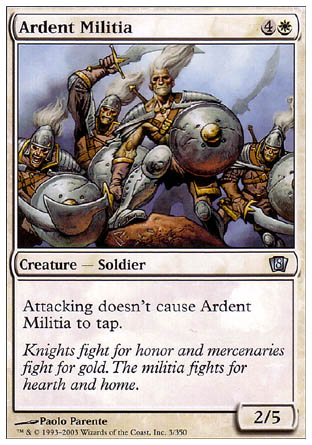 Ardent Militia 4
Creature — Soldier 8
Attacking doesn't cause Ardent
Militia to tap.
Knights fight for honor and mercenaries
fight for gold. The militia fights for
hearth and home.
Paolo Parente
™ & © 1993–2003 Wizards of the Coast, Inc. 3/350
2/5